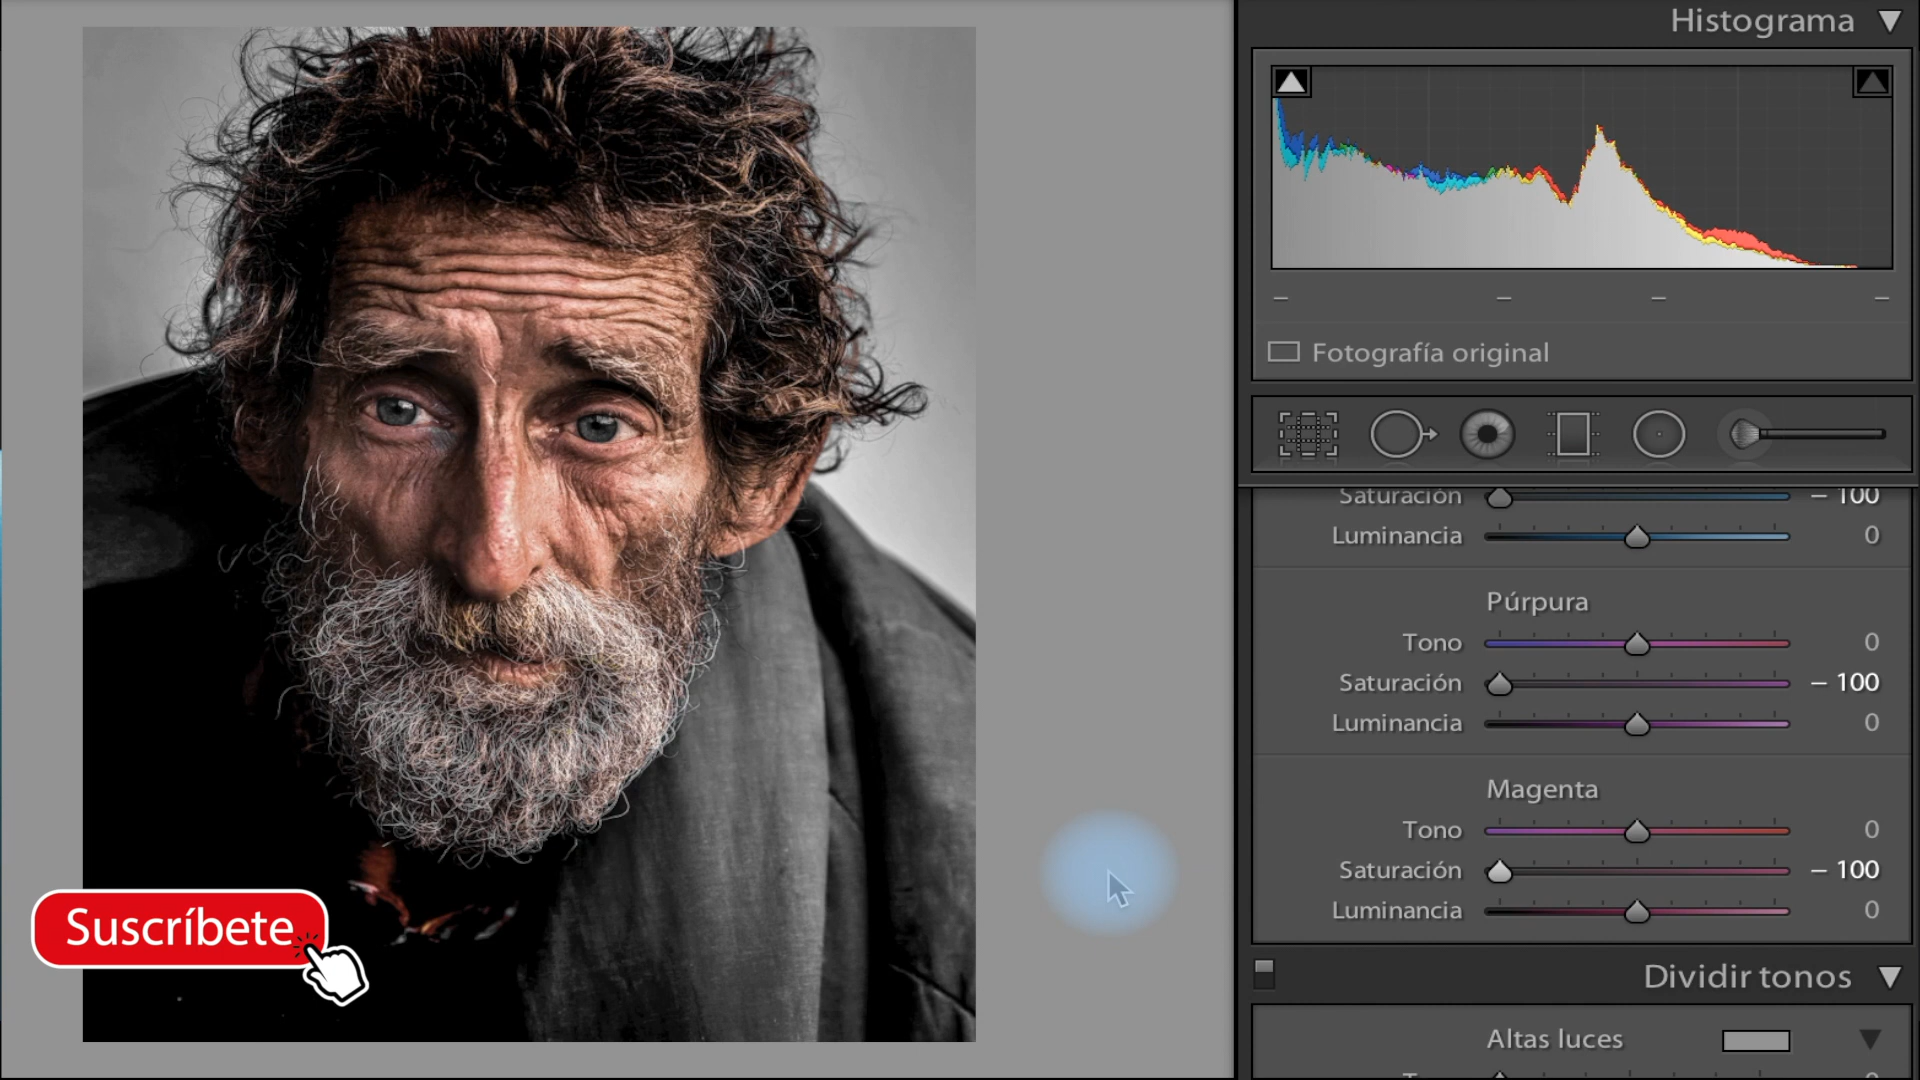 Histograma
Fotografía original
Saturación – 100
Luminancia 0
Púrpura
Tono 0
Saturación – 100
Luminancia 0
Magenta
Tono 0
Saturación – 100
Luminancia 0
Dividir tonos
Altas luces
Suscríbete